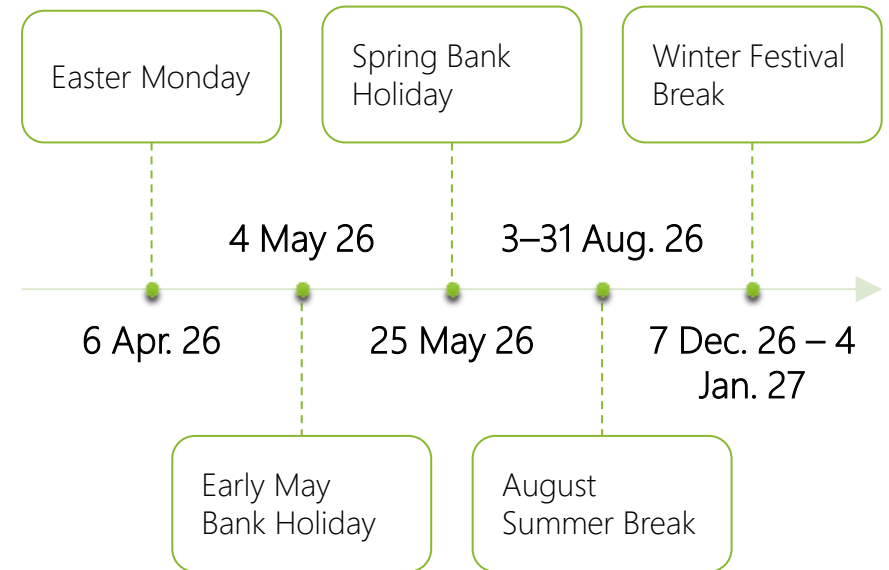 Easter Monday
Spring Bank
Holiday
Winter Festival
Break
4 May 26
3–31 Aug. 26
6 Apr. 26
25 May 26
7 Dec. 26 – 4
Jan. 27
Early May
Bank Holiday
August
Summer Break